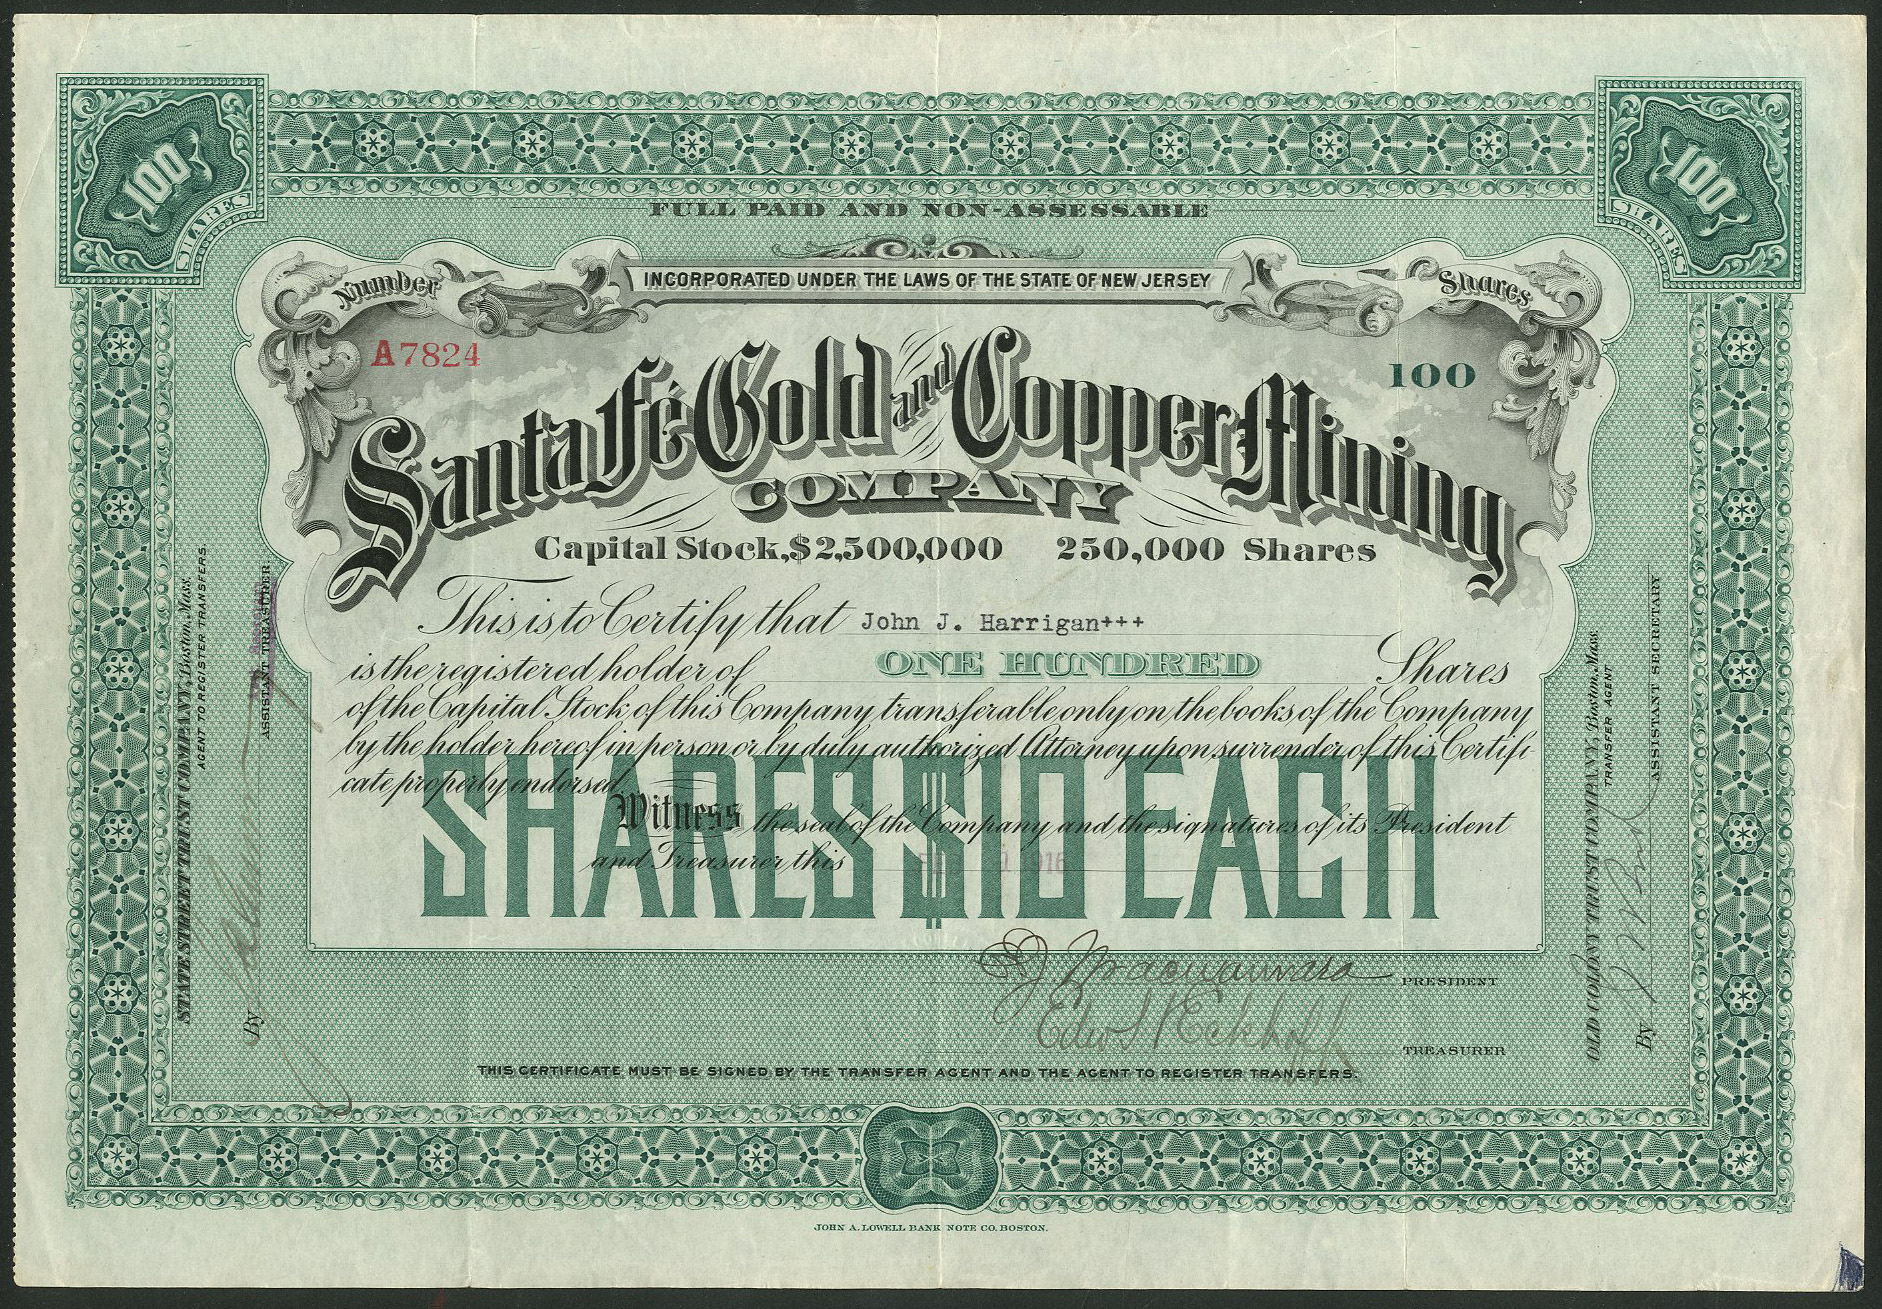 100
SHARES
100
SHARES
FULL PAID AND NON-ASSESSABLE
INCORPORATED UNDER THE LAWS OF THE STATE OF NEW JERSEY
Number
Shares
A7824
100
Santa Fé Gold and Copper Mining
COMPANY
Capital Stock, $2,500,000 250,000 Shares
This is to Certify that John J. Harrigan+++
is the registered holder of ONE HUNDRED Shares
of the Capital Stock of this Company transferable only on the books of the Company
by the holder hereof in person or by duly authorized Attorney upon surrender of this Certifi
cate properly endorsed.
Witness the seal of the Company and the signatures of its President
and Treasurer this 1916
SHARES $10 EACH
PRESIDENT
Edw S Eckhoff
TREASURER
THIS CERTIFICATE MUST BE SIGNED BY THE TRANSFER AGENT AND THE AGENT TO REGISTER TRANSFERS.
STATE STREET TRUST COMPANY, Boston, Mass.
AGENT TO REGISTER TRANSFERS.
By
ASSISTANT TREASURER
OLD COLONY TRUST COMPANY, Boston, Mass.
TRANSFER AGENT
By
ASSISTANT SECRETARY
JOHN A. LOWELL BANK NOTE CO. BOSTON.